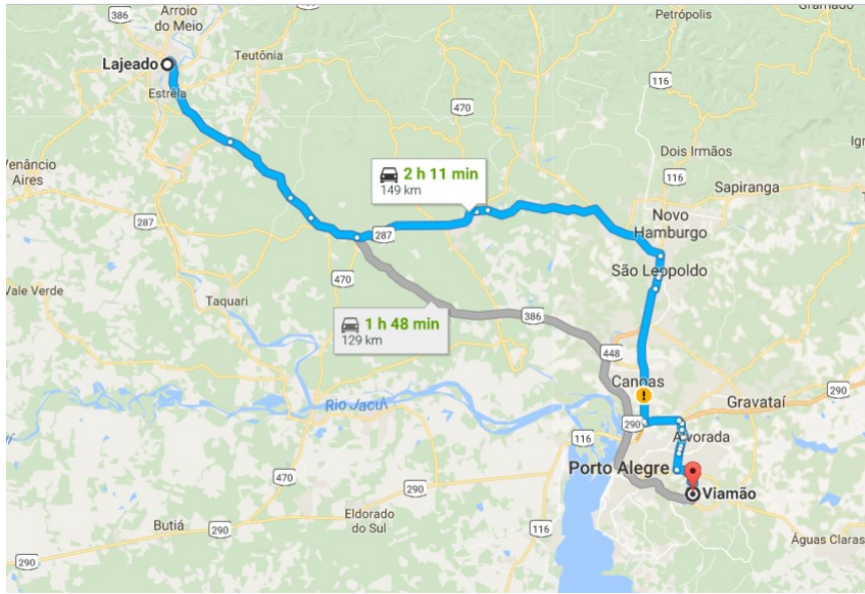 386
Arroio
do Meio
Petrópolis
Gramado
Lajeado
Teutônia
Estrela
116
470
Dois Irmãos
Venâncio
Aires
2 h 11 min
149 km
116
Sapiranga
287
287
Novo
Hamburgo
470
São Leopoldo
Vale Verde
Taquari
1 h 48 min
129 km
386
448
Canoas
290
Gravataí
Rio Jacuí
290
116
Alvorada
470
Porto Alegre
Viamão
290
Butiá
Eldorado
do Sul
290
116
Águas Claras
290